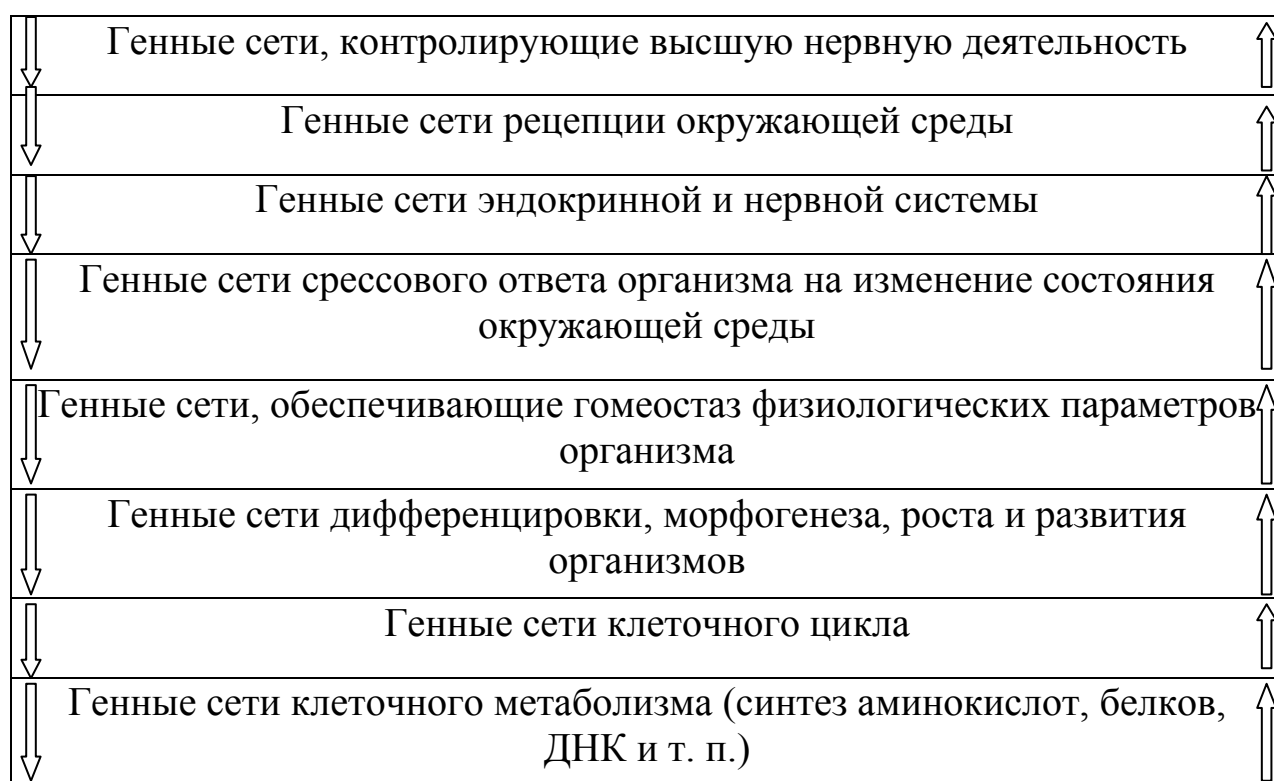 Генные сети, контролирующие высшую нервную деятельность
Генные сети рецепции окружающей среды
Генные сети эндокринной и нервной системы
Генные сети срессового ответа организма на изменение состояния
окружающей среды
Генные сети, обеспечивающие гомеостаз физиологических параметров
организма
Генные сети дифференцировки, морфогенеза, роста и развития
организмов
Генные сети клеточного цикла
Генные сети клеточного метаболизма (синтез аминокислот, белков,
ДНК и т. п.)